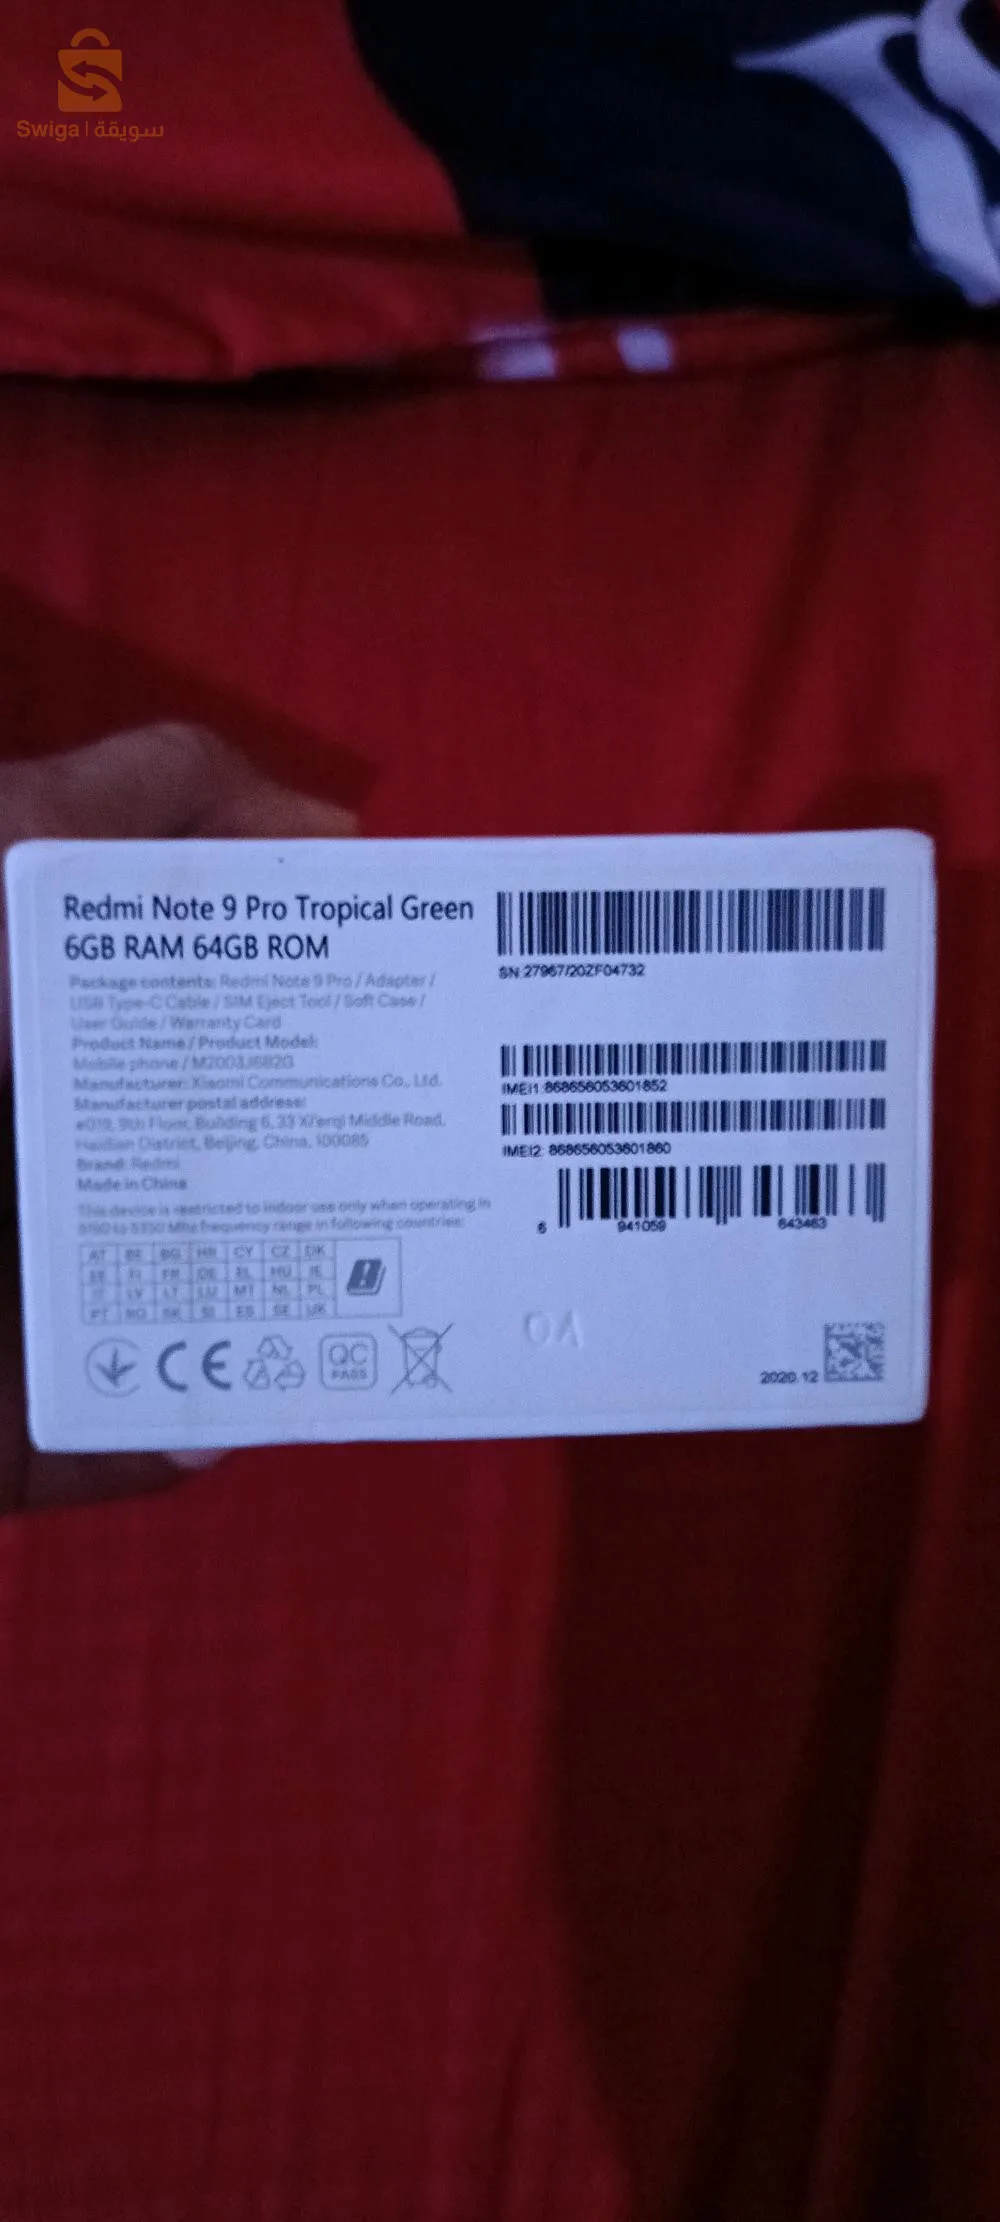 Swiga | سويقة
Redmi Note 9 Pro Tropical Green
6GB RAM 64GB ROM
Package contents: Redmi Note 9 Pro / Adapter /
USB Type-C Cable / SIM Eject Tool / Soft Case /
User Guide / Warranty Card
Product Name / Product Model:
Mobile phone / M2003J6B2G
Manufacturer: Xiaomi Communications Co., Ltd.
Manufacturer postal address:
#019, 9th Floor, Building 6, 33 Xi'erqi Middle Road,
Haidian District, Beijing, China, 100085
Brand: Redmi
Made in China
This device is restricted to indoor use only when operating in
5150 to 5350 Mhz frequency range in following countries:
AT BE BG HR CY CZ DK
EE FI FR DE EL HU IE
IT LV LT LU MT NL PL
PT RO SK SI ES SE UK
CE
QC
PASS
SN:27967/20ZF04732
IMEI1:868656053601852
IMEI2: 868656053601860
6 941059 643463
2020.12